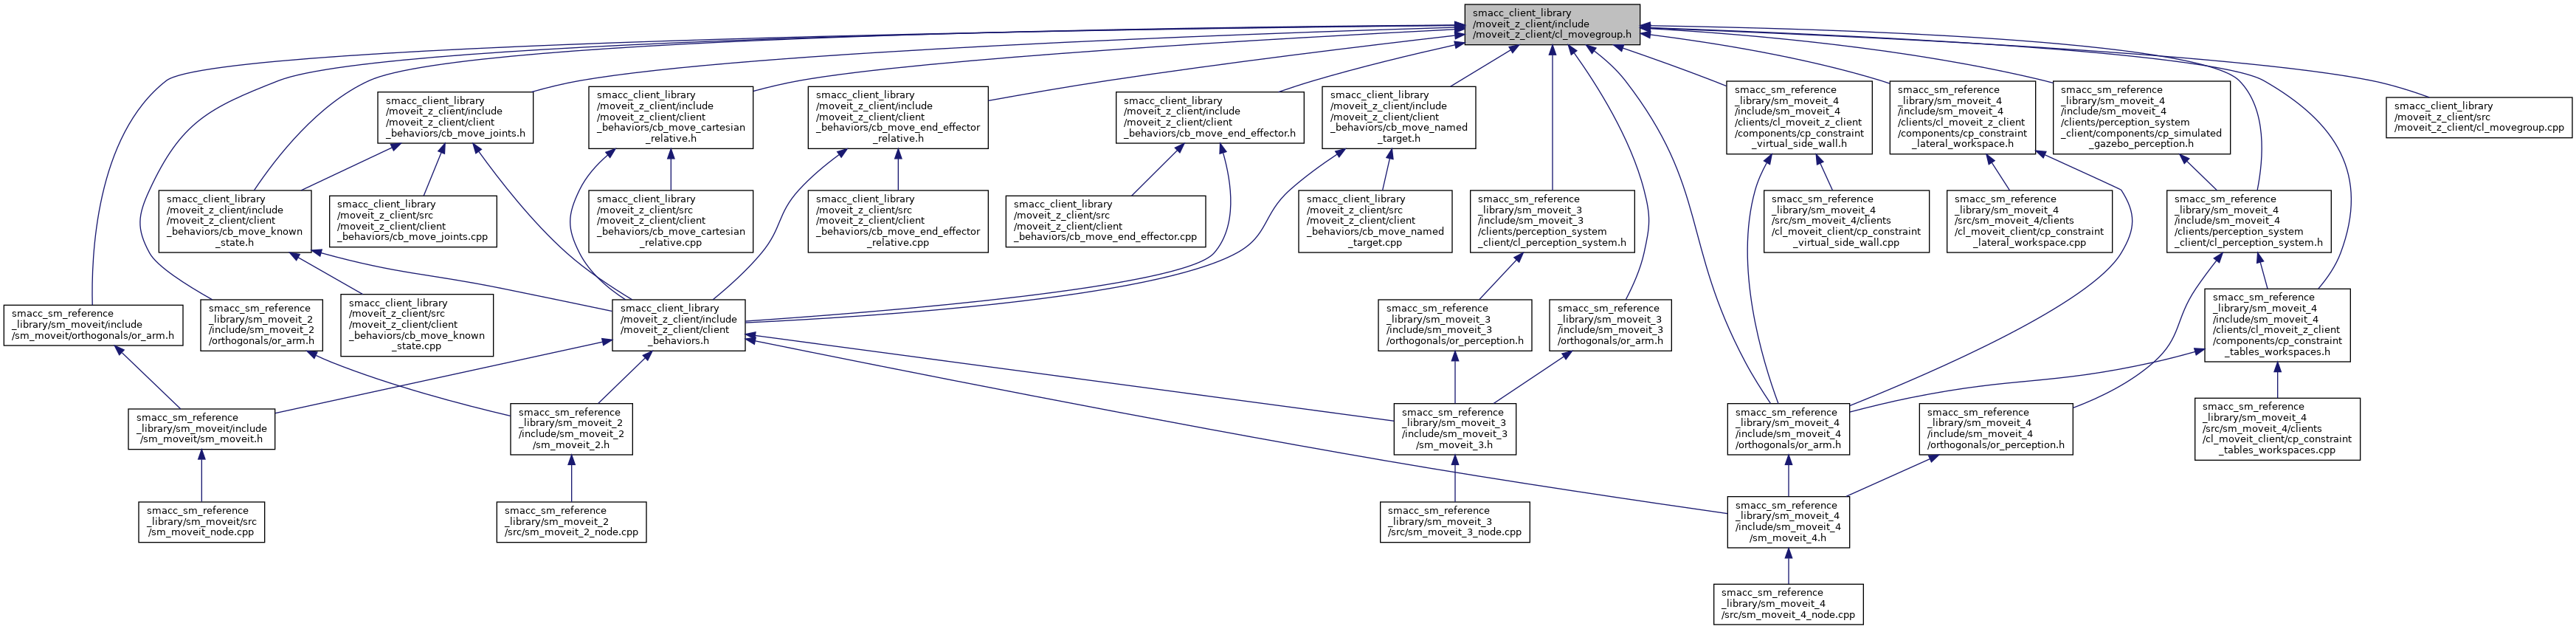 smacc_client_library
/moveit_z_client/include
/moveit_z_client/cl_movegroup.h
smacc_client_library
/moveit_z_client/include
/moveit_z_client/client
_behaviors/cb_move_joints.h
smacc_client_library
/moveit_z_client/include
/moveit_z_client/client
_behaviors/cb_move_cartesian
_relative.h
smacc_client_library
/moveit_z_client/include
/moveit_z_client/client
_behaviors/cb_move_end_effector
_relative.h
smacc_client_library
/moveit_z_client/include
/moveit_z_client/client
_behaviors/cb_move_end_effector.h
smacc_client_library
/moveit_z_client/include
/moveit_z_client/client
_behaviors/cb_move_named
_target.h
smacc_sm_reference
_library/sm_moveit_4
/include/sm_moveit_4
/clients/cl_moveit_z_client
/components/cp_constraint
_virtual_side_wall.h
smacc_sm_reference
_library/sm_moveit_4
/include/sm_moveit_4
/clients/cl_moveit_z_client
/components/cp_constraint
_lateral_workspace.h
smacc_sm_reference
_library/sm_moveit_4
/include/sm_moveit_4
/clients/perception_system
_client/components/cp_simulated
_gazebo_perception.h
smacc_client_library
/moveit_z_client/src
/moveit_z_client/cl_movegroup.cpp
smacc_client_library
/moveit_z_client/include
/moveit_z_client/client
_behaviors/cb_move_known
_state.h
smacc_client_library
/moveit_z_client/src
/moveit_z_client/client
_behaviors/cb_move_joints.cpp
smacc_client_library
/moveit_z_client/src
/moveit_z_client/client
_behaviors/cb_move_cartesian
_relative.cpp
smacc_client_library
/moveit_z_client/src
/moveit_z_client/client
_behaviors/cb_move_end_effector
_relative.cpp
smacc_client_library
/moveit_z_client/src
/moveit_z_client/client
_behaviors/cb_move_end_effector.cpp
smacc_client_library
/moveit_z_client/src
/moveit_z_client/client
_behaviors/cb_move_named
_target.cpp
smacc_sm_reference
_library/sm_moveit_3
/include/sm_moveit_3
/clients/perception_system
_client/cl_perception_system.h
smacc_sm_reference
_library/sm_moveit_4
/src/sm_moveit_4/clients
/cl_moveit_client/cp_constraint
_virtual_side_wall.cpp
smacc_sm_reference
_library/sm_moveit_4
/src/sm_moveit_4/clients
/cl_moveit_client/cp_constraint
_lateral_workspace.cpp
smacc_sm_reference
_library/sm_moveit_4
/include/sm_moveit_4
/clients/perception_system
_client/cl_perception_system.h
smacc_sm_reference
_library/sm_moveit/include
/sm_moveit/orthogonals/or_arm.h
smacc_sm_reference
_library/sm_moveit_2
/include/sm_moveit_2
/orthogonals/or_arm.h
smacc_client_library
/moveit_z_client/src
/moveit_z_client/client
_behaviors/cb_move_known
_state.cpp
smacc_client_library
/moveit_z_client/include
/moveit_z_client/client
_behaviors.h
smacc_sm_reference
_library/sm_moveit_3
/include/sm_moveit_3
/orthogonals/or_perception.h
smacc_sm_reference
_library/sm_moveit_3
/include/sm_moveit_3
/orthogonals/or_arm.h
smacc_sm_reference
_library/sm_moveit_4
/include/sm_moveit_4
/clients/cl_moveit_z_client
/components/cp_constraint
_tables_workspaces.h
smacc_sm_reference
_library/sm_moveit/include
/sm_moveit/sm_moveit.h
smacc_sm_reference
_library/sm_moveit_2
/include/sm_moveit_2
/sm_moveit_2.h
smacc_sm_reference
_library/sm_moveit_3
/include/sm_moveit_3
/sm_moveit_3.h
smacc_sm_reference
_library/sm_moveit_4
/include/sm_moveit_4
/orthogonals/or_arm.h
smacc_sm_reference
_library/sm_moveit_4
/include/sm_moveit_4
/orthogonals/or_perception.h
smacc_sm_reference
_library/sm_moveit_4
/src/sm_moveit_4/clients
/cl_moveit_client/cp_constraint
_tables_workspaces.cpp
smacc_sm_reference
_library/sm_moveit/src
/sm_moveit_node.cpp
smacc_sm_reference
_library/sm_moveit_2
/src/sm_moveit_2_node.cpp
smacc_sm_reference
_library/sm_moveit_3
/src/sm_moveit_3_node.cpp
smacc_sm_reference
_library/sm_moveit_4
/include/sm_moveit_4
/sm_moveit_4.h
smacc_sm_reference
_library/sm_moveit_4
/src/sm_moveit_4_node.cpp